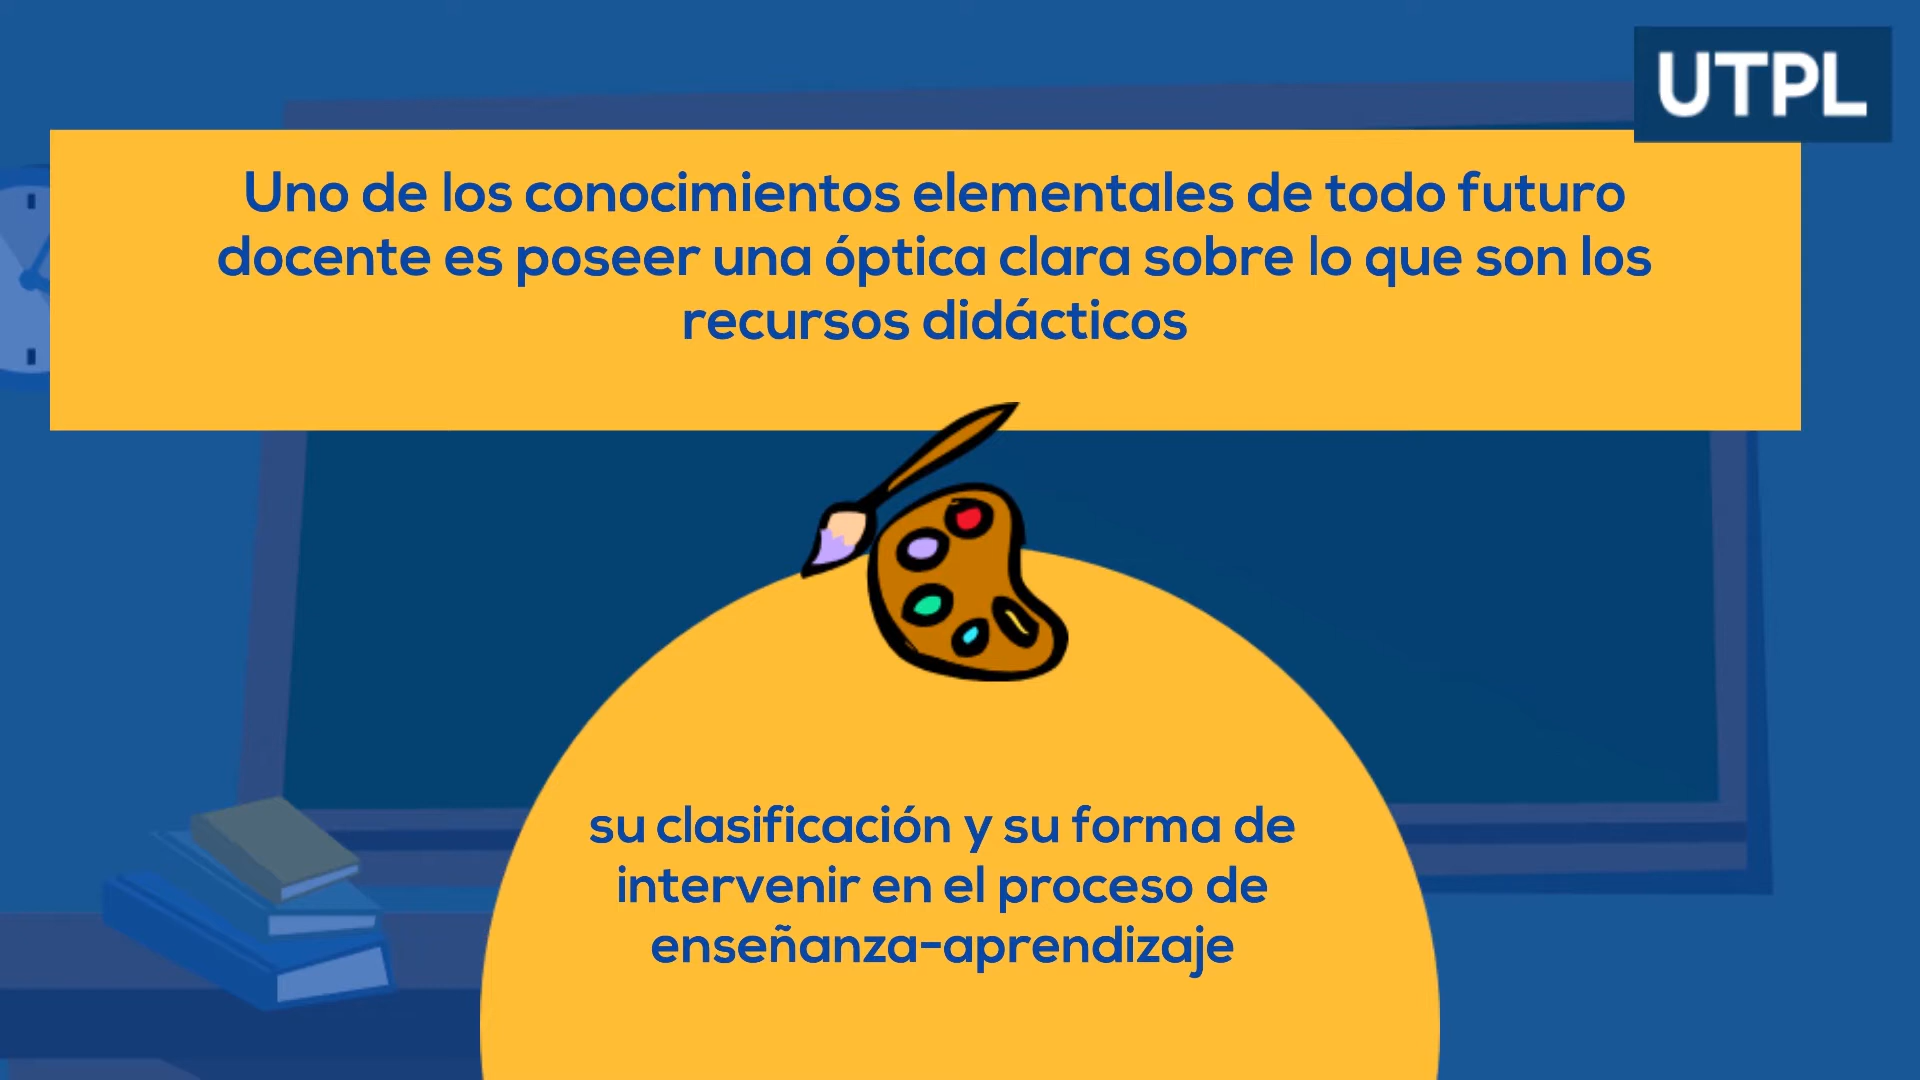 UTPL
Uno de los conocimientos elementales de todo futuro
docente es poseer una óptica clara sobre lo que son los
recursos didácticos
su clasificación y su forma de
intervenir en el proceso de
enseñanza-aprendizaje